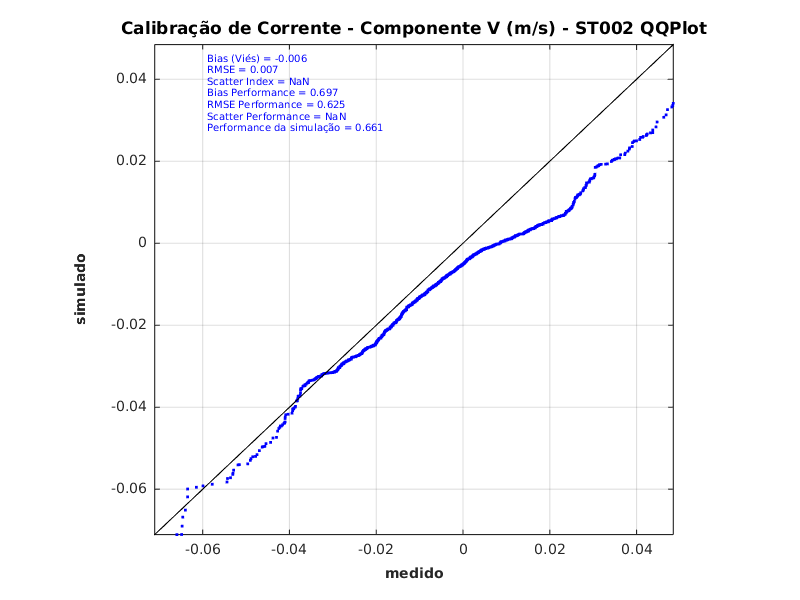 Calibração de Corrente - Componente V (m/s) - ST002 QQPlot
Bias (Viés) = -0.006
RMSE = 0.007
Scatter Index = NaN
Bias Performance = 0.697
RMSE Performance = 0.625
Scatter Performance = NaN
Performance da simulação = 0.661
0.04
0.02
0
-0.02
-0.04
-0.06
simulado
-0.06
-0.04
-0.02
0
0.02
0.04
medido